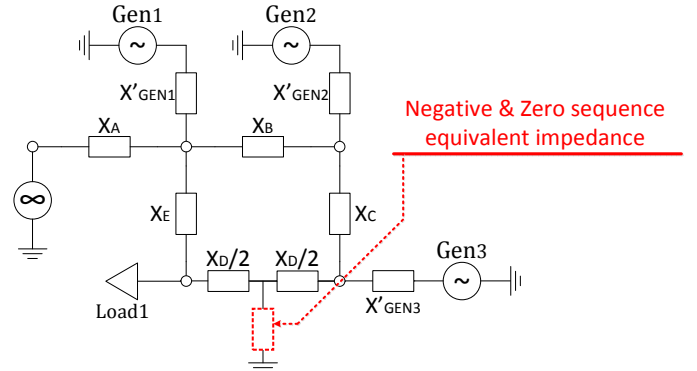 Gen1
Gen2
~
~
X'GEN1
X'GEN2
Negative & Zero sequence
equivalent impedance
XA
XB
∞
XE
XC
XD/2
XD/2
Gen3
~
Load1
X'GEN3